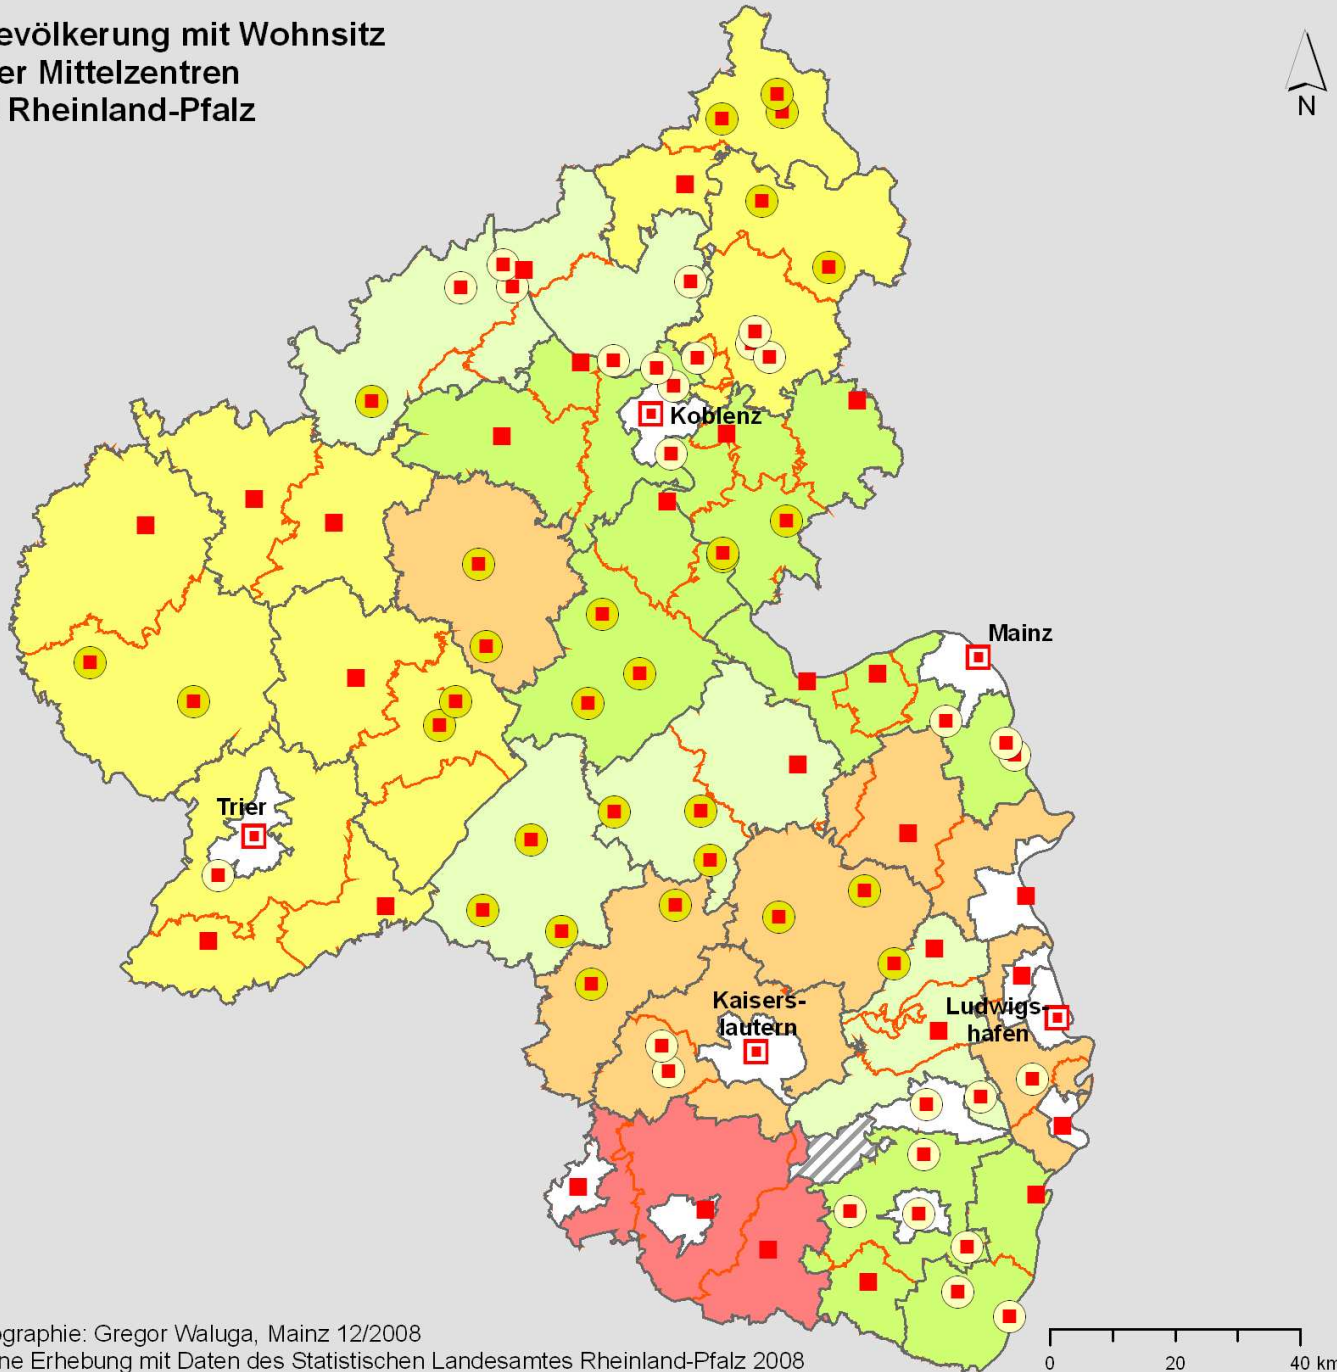 evölkerung mit Wohnsitz
er Mittelzentren
Rheinland-Pfalz
N
Koblenz
Mainz
Trier
Kaisers-
lautern
Ludwigs-
hafen
ographie: Gregor Waluga, Mainz 12/2008
ne Erhebung mit Daten des Statistischen Landesamtes Rheinland-Pfalz 2008
0 20 40 km